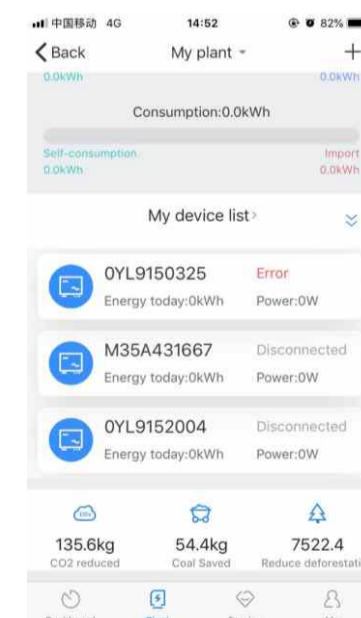 中国移动 4G 14:52 82%
Back My plant +
0.0kWh 0.0kWh
Consumption:0.0kWh
Self-consumption Import
0.0kWh 0.0kWh
My device list
0YL9150325 Error
Energy today:0kWh Power:0W
M35A431667 Disconnected
Energy today:0kWh Power:0W
0YL9152004 Disconnected
Energy today:0kWh Power:0W
135.6kg 54.4kg 7522.4
CO2 reduced Coal Saved Reduce deforestati